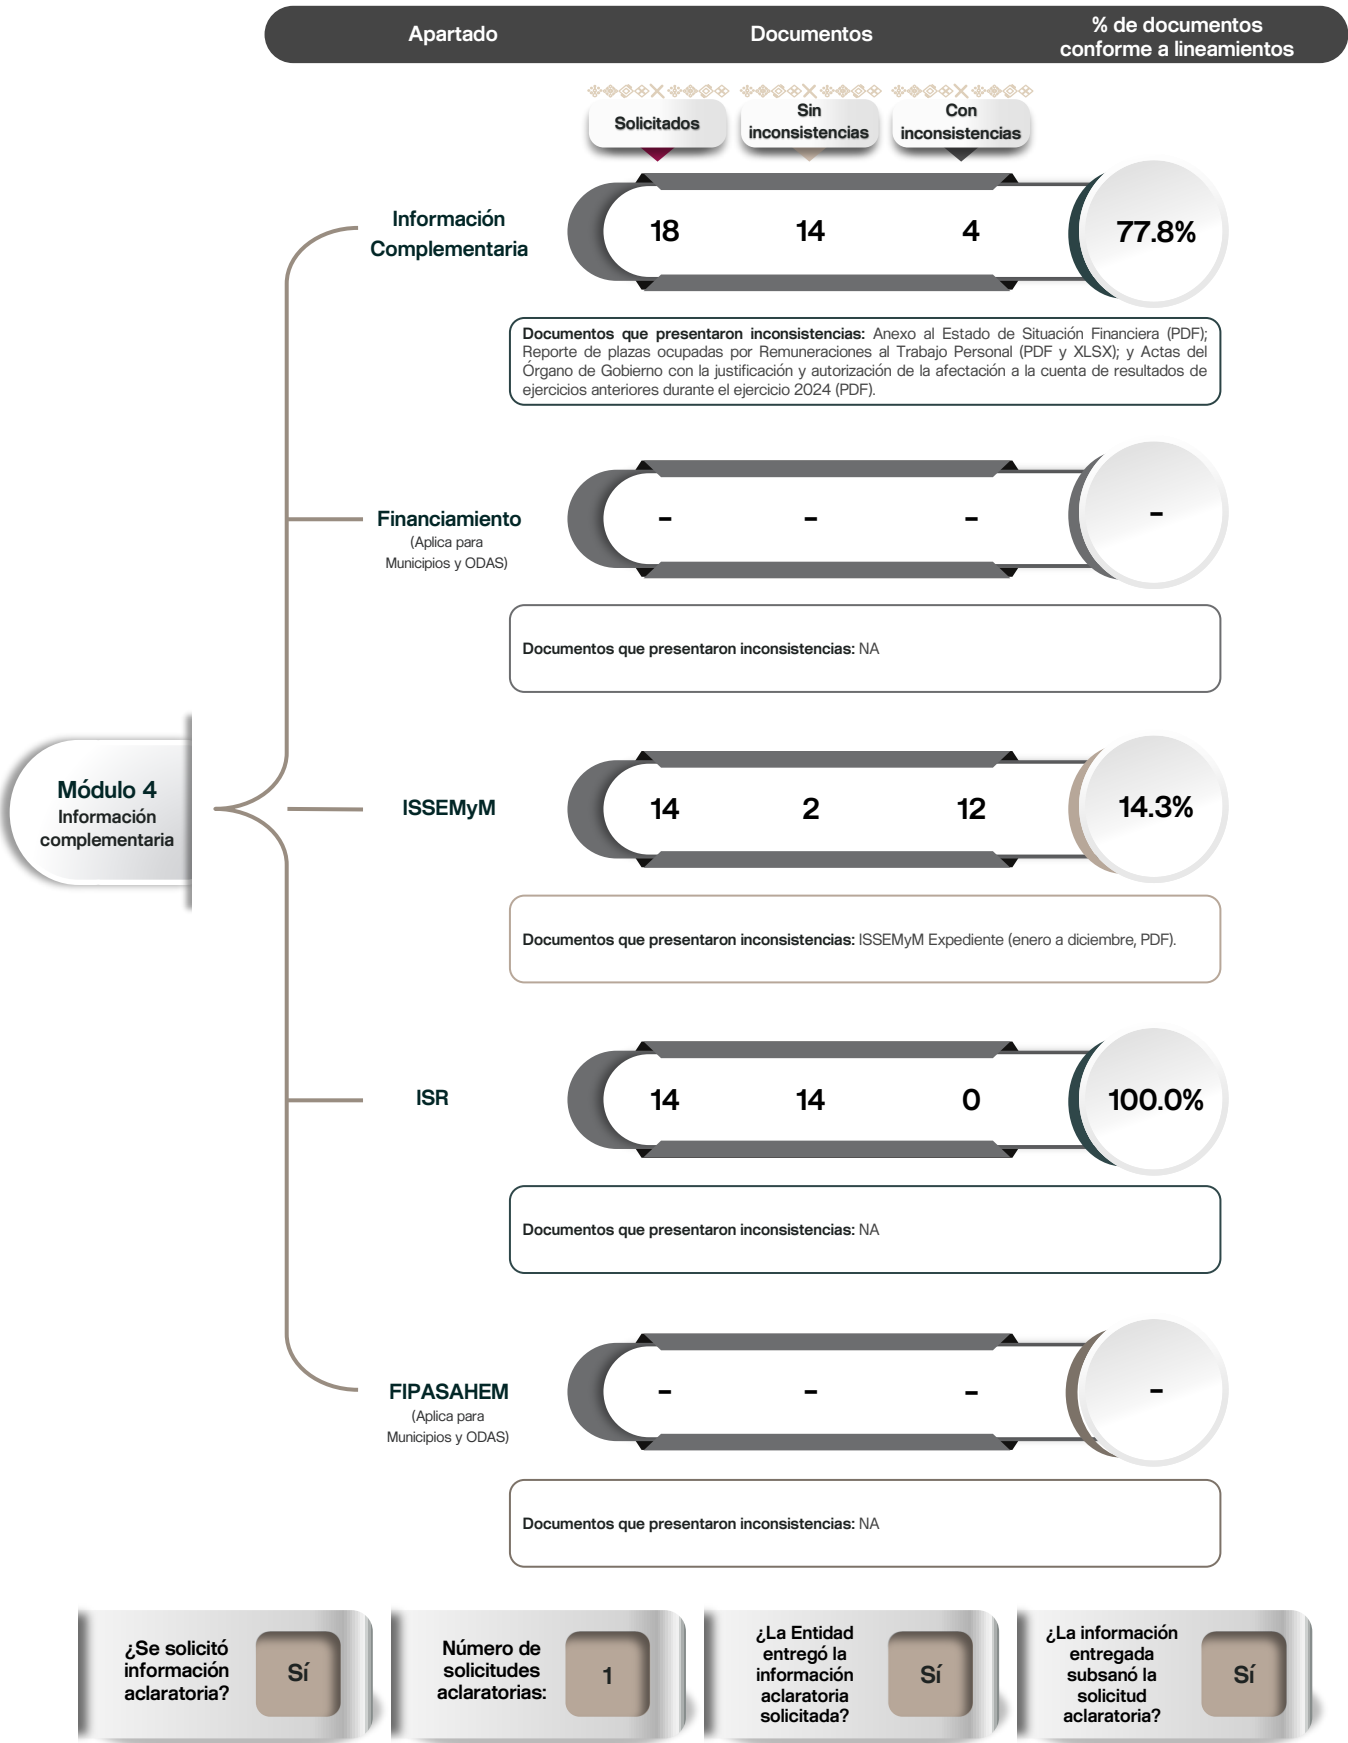 Apartado
Documentos
% de documentos
conforme a lineamientos
Solicitados
Sin
inconsistencias
Con
inconsistencias
Información
Complementaria
18
14
4
77.8%
Documentos que presentaron inconsistencias: Anexo al Estado de Situación Financiera (PDF);
Reporte de plazas ocupadas por Remuneraciones al Trabajo Personal (PDF y XLSX); y Actas del
Órgano de Gobierno con la justificación y autorización de la afectación a la cuenta de resultados de
ejercicios anteriores durante el ejercicio 2024 (PDF).
Financiamiento
(Aplica para
Municipios y ODAS)
-
-
-
-
Documentos que presentaron inconsistencias: NA
Módulo 4
Información
complementaria
ISSEMyM
14
2
12
14.3%
Documentos que presentaron inconsistencias: ISSEMyM Expediente (enero a diciembre, PDF).
ISR
14
14
0
100.0%
Documentos que presentaron inconsistencias: NA
FIPASAHEM
(Aplica para
Municipios y ODAS)
-
-
-
-
Documentos que presentaron inconsistencias: NA
¿Se solicitó
información
aclaratoria?
Sí
Número de
solicitudes
aclaratorias:
1
¿La Entidad
entregó la
información
aclaratoria
solicitada?
Sí
¿La información
entregada
subsanó la
solicitud
aclaratoria?
Sí